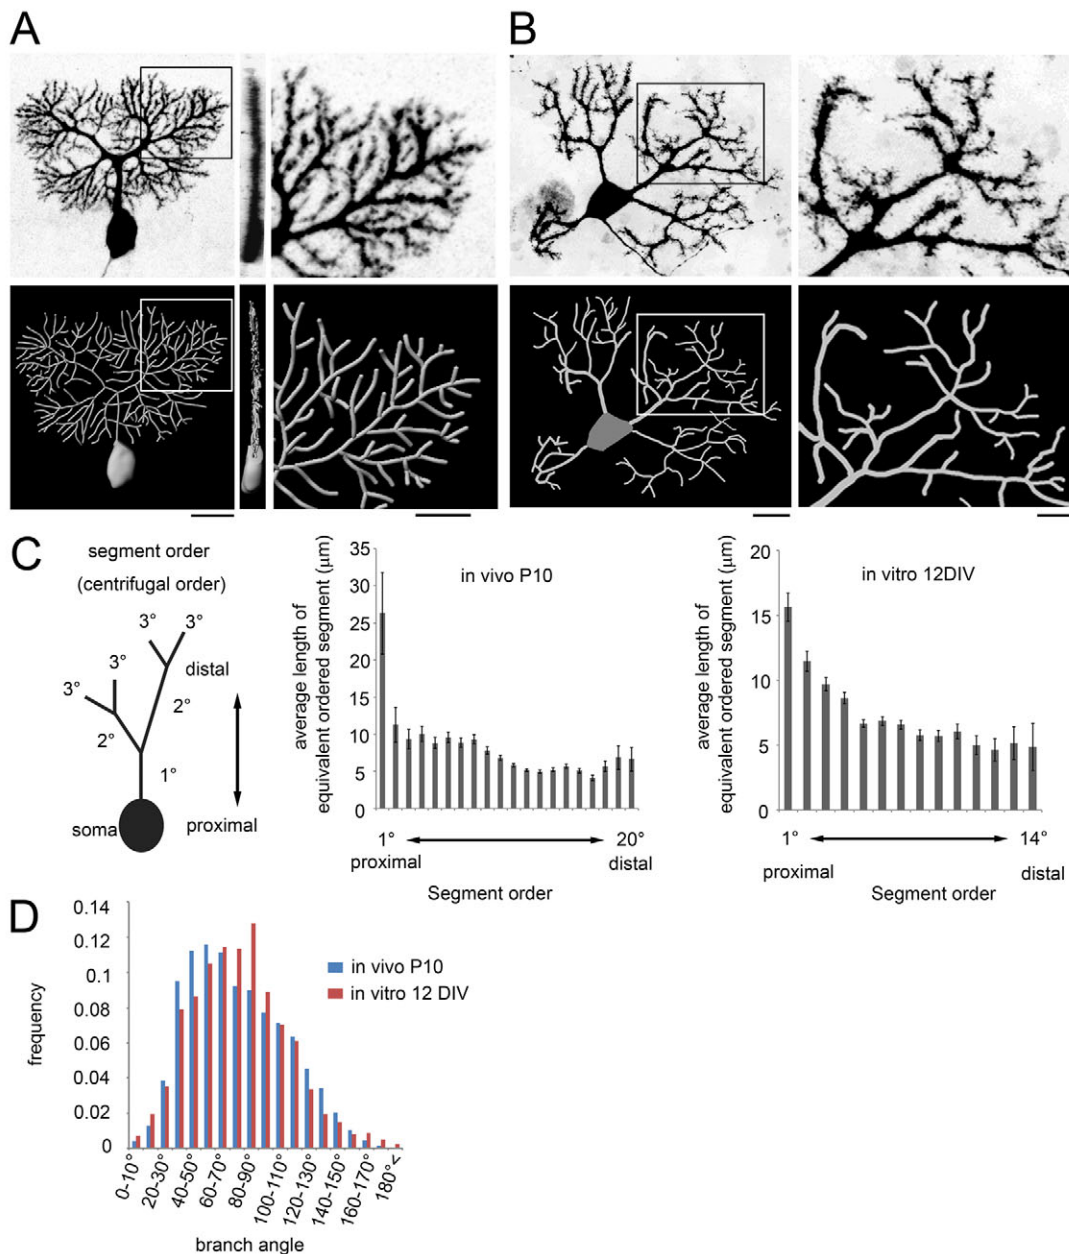 A
B
C
segment order
(centrifugal order)
3°
3°
3°
3°
distal
2°
2°
1°
soma
proximal
average length of
equivalent ordered segment (μm)
35
30
25
20
15
10
5
0
in vivo P10
1°
20°
proximal
distal
Segment order
average length of
equivalent ordered segment (μm)
20
15
10
5
0
in vitro 12DIV
1°
14°
proximal
distal
Segment order
D
frequency
0.14
0.12
0.1
0.08
0.06
0.04
0.02
0
in vivo P10
in vitro 12 DIV
0-10°
20-30°
40-50°
60-70°
80-90°
100-110°
120-130°
140-150°
160-170°
180°<
branch angle